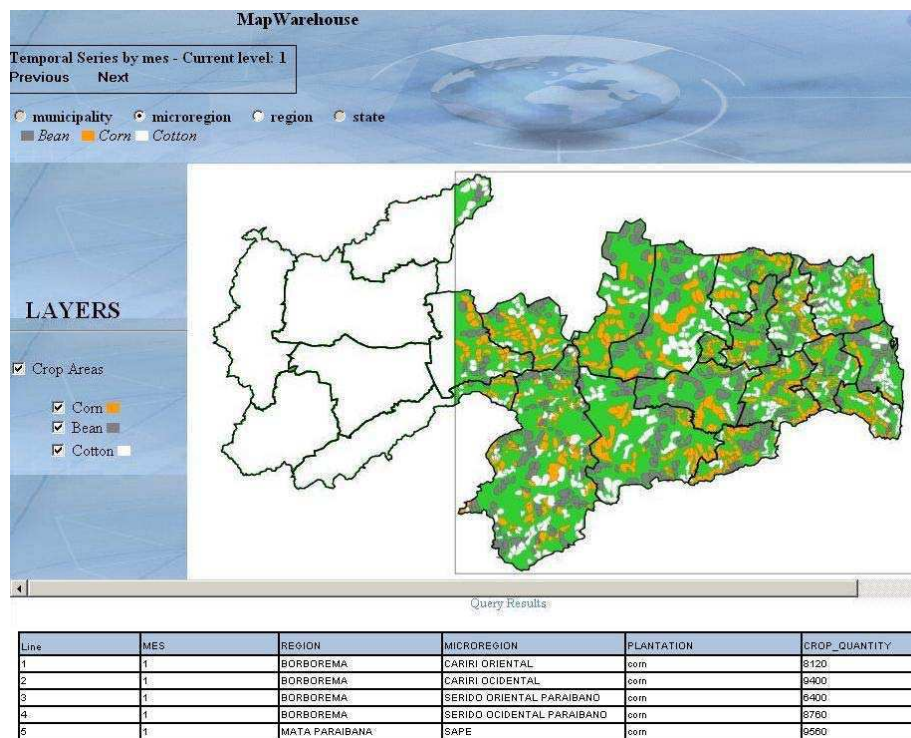 MapWarehouse
Temporal Series by mes - Current level: 1
Previous Next
municipality microregion region state
Bean Corn Cotton
LAYERS
Crop Areas
Corn
Bean
Cotton
Query Results
Line MES REGION MICROREGION PLANTATION CROP_QUANTITY
1 1 BORBOREMA CARIRI ORIENTAL corn 8120
2 1 BORBOREMA CARIRI OCIDENTAL corn 9400
3 1 BORBOREMA SERIDO ORIENTAL PARAIBANO corn 6400
4 1 BORBOREMA SERIDO OCIDENTAL PARAIBANO corn 8760
5 1 MATA PARAIBANA SAPE corn 9560